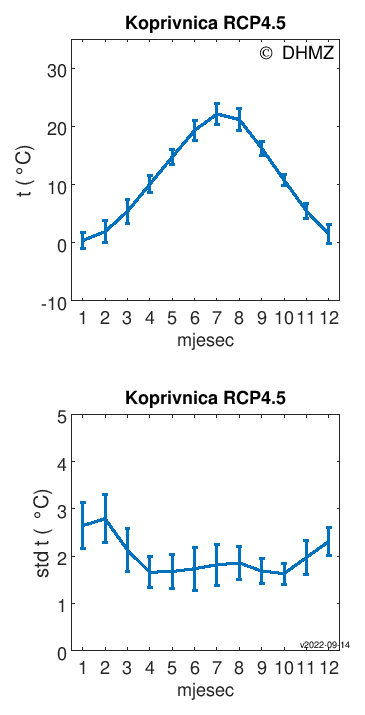 Koprivnica RCP4.5
© DHMZ
30
20
10
0
-10
t ( °C)
1 2 3 4 5 6 7 8 9 10 11 12
mjesec
Koprivnica RCP4.5
5
4
3
2
1
0
std t ( °C)
v2022-09-14
1 2 3 4 5 6 7 8 9 10 11 12
mjesec